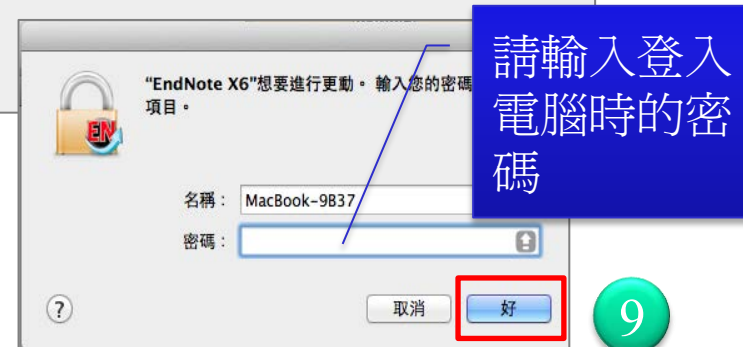 請輸入登入
電腦時的密
碼
“EndNote X6”想要進行更動。 輸入您的密碼
項目。
EN
名稱： MacBook-9B37
密碼：
?
取消
好
9